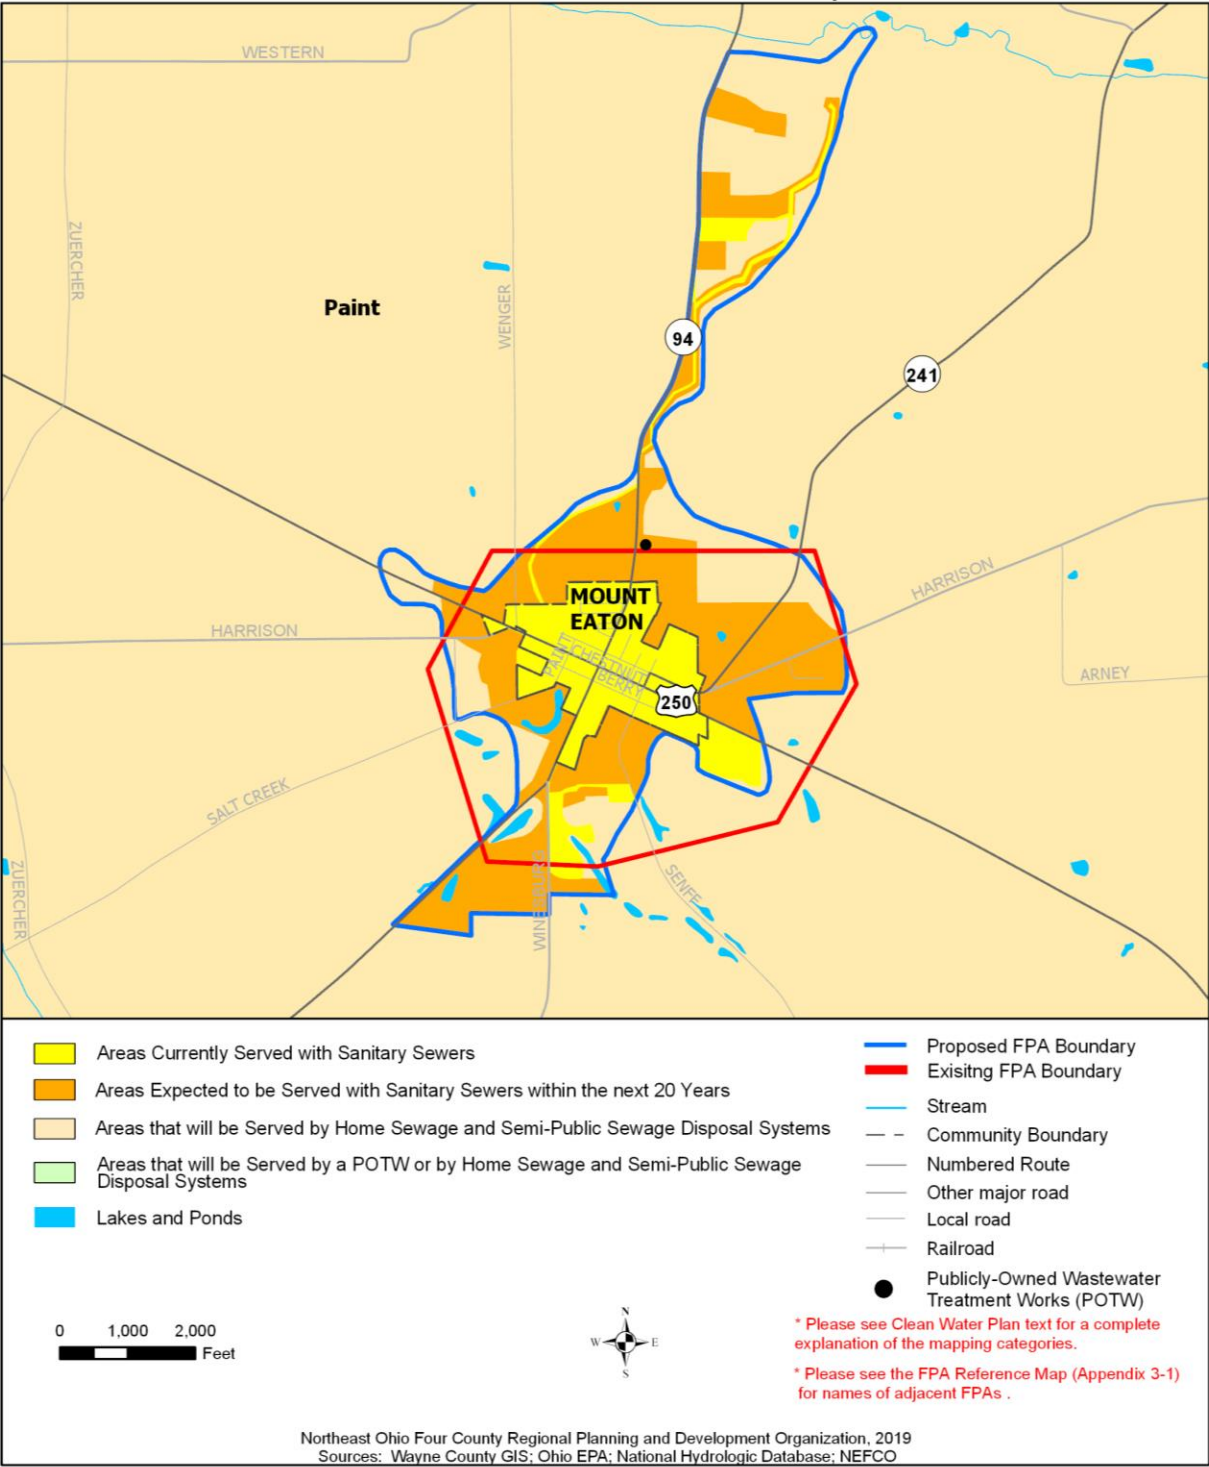 WESTERN
ZUERCHER
WENGER
Paint
94
241
HARRISON
MOUNT
EATON
HARRISON
PAINT
CHESTNUT
BERRY
ARNEY
250
SALT CREEK
ZUERCHER
WINESBURG
SENFF
Areas Currently Served with Sanitary Sewers
Areas Expected to be Served with Sanitary Sewers within the next 20 Years
Areas that will be Served by Home Sewage and Semi-Public Sewage Disposal Systems
Areas that will be Served by a POTW or by Home Sewage and Semi-Public Sewage
Disposal Systems
Lakes and Ponds
Proposed FPA Boundary
Exisitng FPA Boundary
Stream
Community Boundary
Numbered Route
Other major road
Local road
Railroad
Publicly-Owned Wastewater
Treatment Works (POTW)
* Please see Clean Water Plan text for a complete
explanation of the mapping categories.
* Please see the FPA Reference Map (Appendix 3-1)
for names of adjacent FPAs .
0 1,000 2,000
Feet
N
W E
S
Northeast Ohio Four County Regional Planning and Development Organization, 2019
Sources: Wayne County GIS; Ohio EPA; National Hydrologic Database; NEFCO